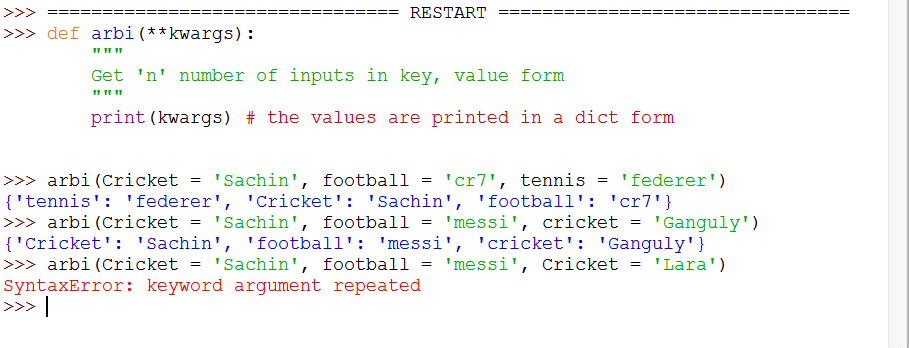 >>> ================================ RESTART ================================
>>> def arbi(**kwargs):
        """
        Get 'n' number of inputs in key, value form
        """
        print(kwargs) # the values are printed in a dict form
>>> arbi(Cricket = 'Sachin', football = 'cr7', tennis = 'federer')
{'tennis': 'federer', 'Cricket': 'Sachin', 'football': 'cr7'}
>>> arbi(Cricket = 'Sachin', football = 'messi', cricket = 'Ganguly')
{'Cricket': 'Sachin', 'football': 'messi', 'cricket': 'Ganguly'}
>>> arbi(Cricket = 'Sachin', football = 'messi', Cricket = 'Lara')
SyntaxError: keyword argument repeated
>>>